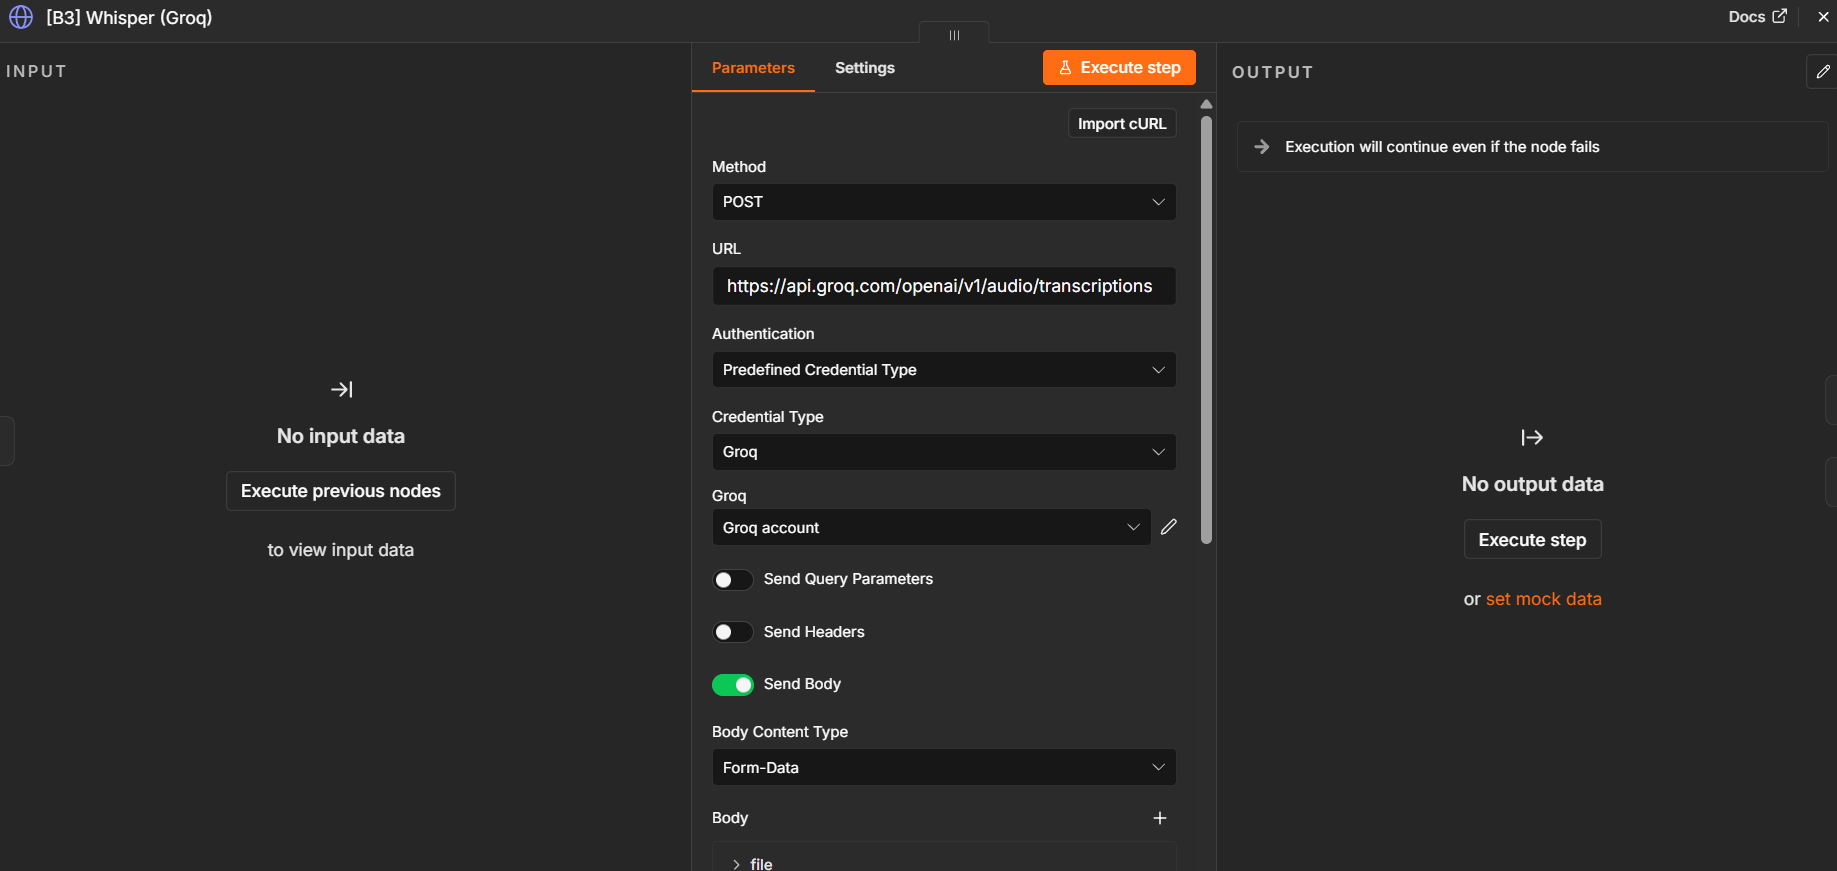 [B3] Whisper (Groq)
Docs
INPUT
Parameters
Settings
Execute step
OUTPUT
Import cURL
Execution will continue even if the node fails
Method
POST
URL
https://api.groq.com/openai/v1/audio/transcriptions
Authentication
Predefined Credential Type
Credential Type
Groq
Groq
Groq account
No input data
Execute previous nodes
to view input data
No output data
Execute step
or set mock data
Send Query Parameters
Send Headers
Send Body
Body Content Type
Form-Data
Body
file